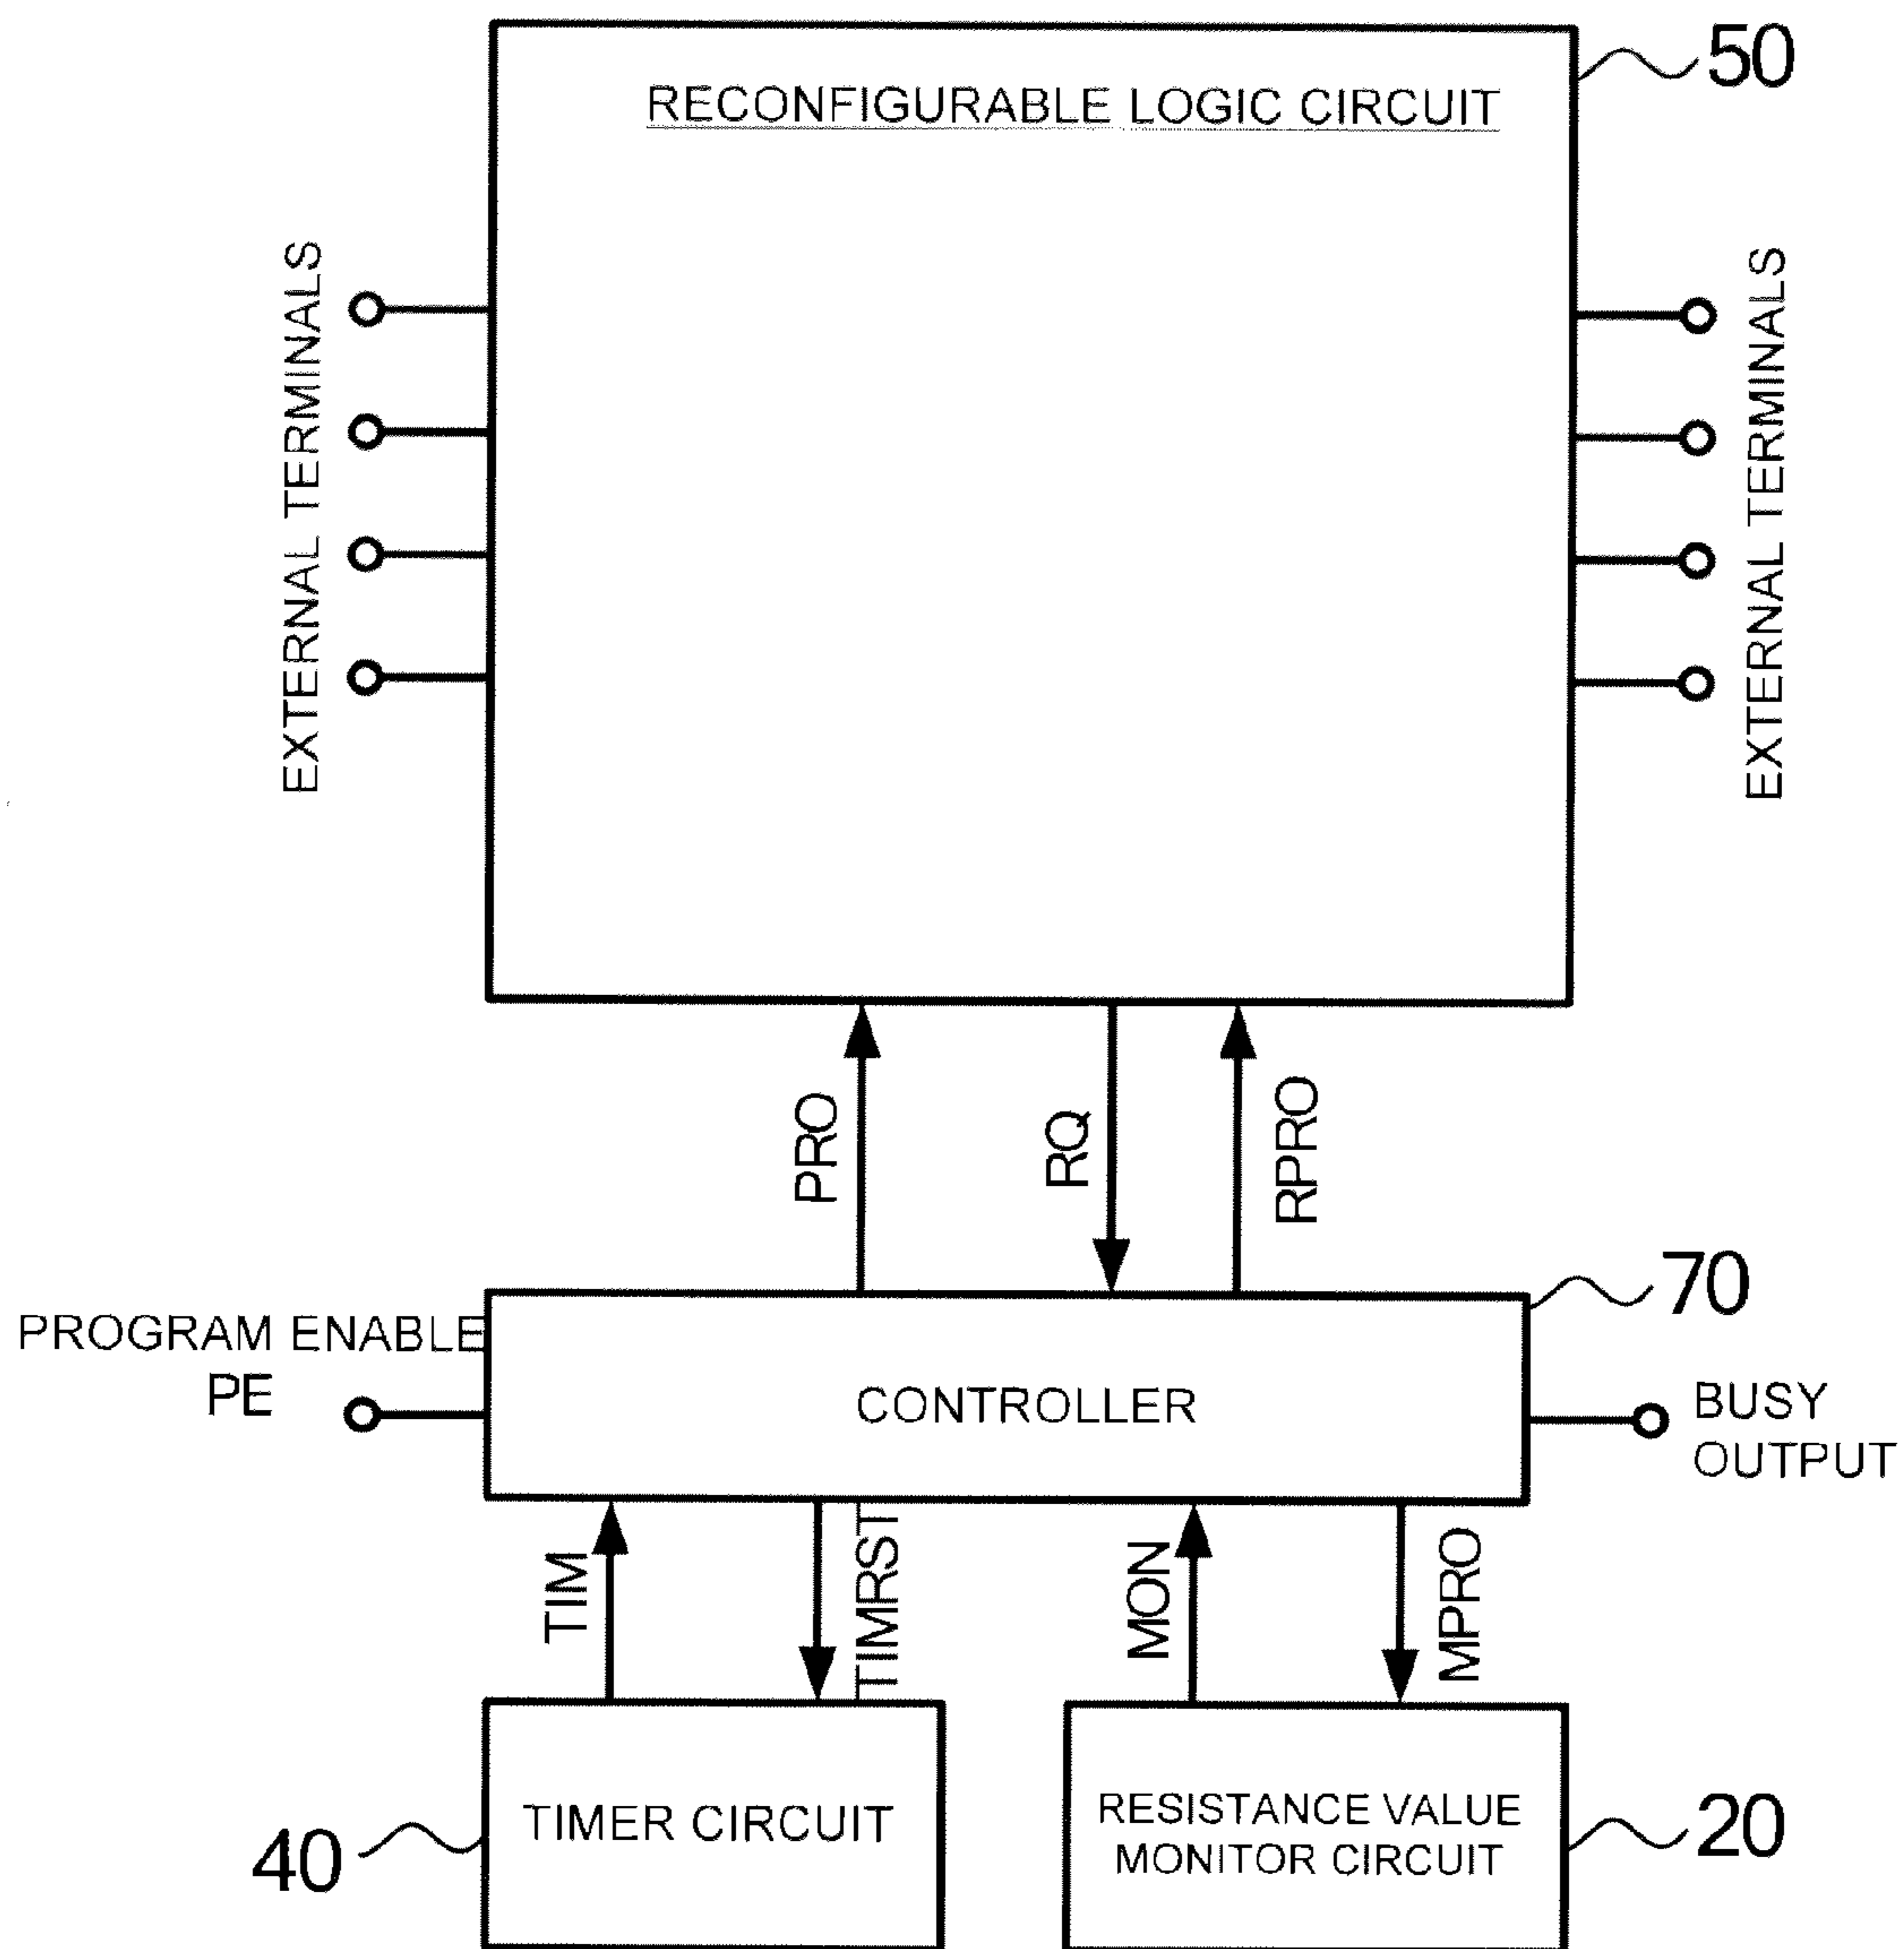 50
RECONFIGURABLE LOGIC CIRCUIT
EXTERNAL TERMINALS
EXTERNAL TERMINALS
PRO
RQ
RPRO
70
PROGRAM ENABLE
PE
CONTROLLER
BUSY
OUTPUT
TIM
TIMRST
MON
MPRO
TIMER CIRCUIT
40
RESISTANCE VALUE
MONITOR CIRCUIT
20